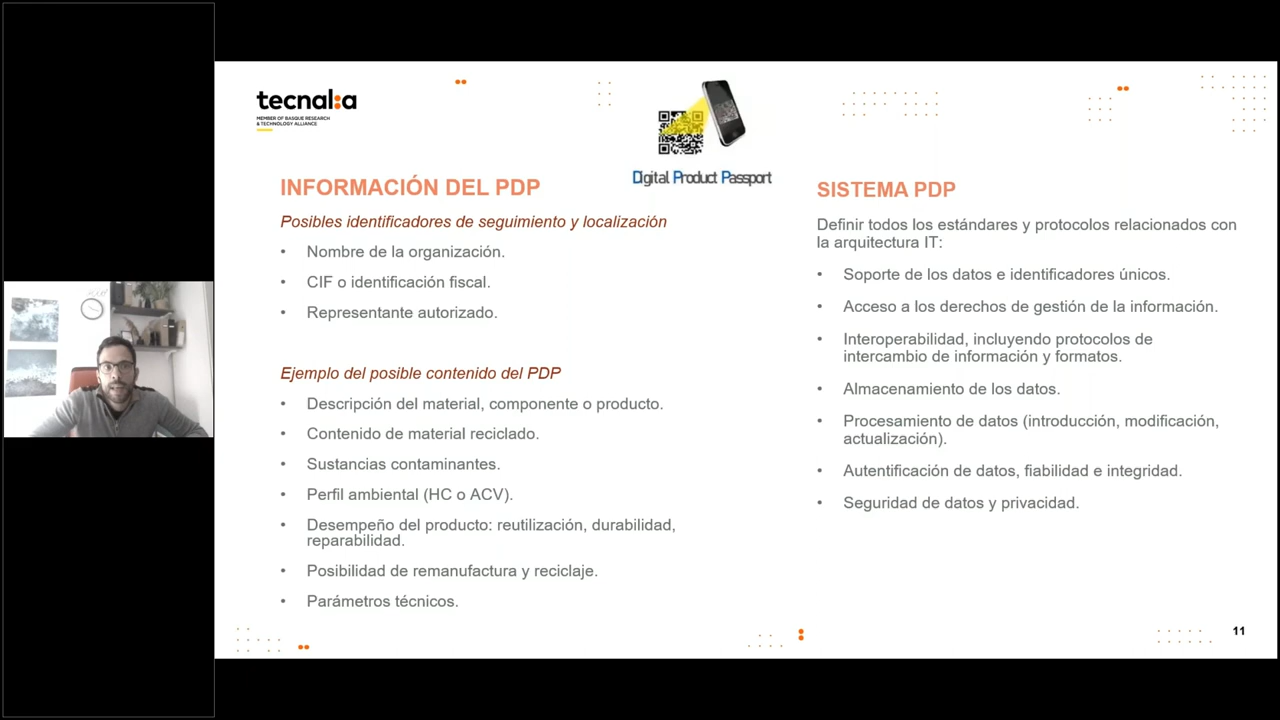 tecnal:a
MEMBER OF BASQUE RESEARCH
& TECHNOLOGY ALLIANCE
Digital Product Passport
INFORMACIÓN DEL PDP
Posibles identificadores de seguimiento y localización
• Nombre de la organización.
• CIF o identificación fiscal.
• Representante autorizado.
Ejemplo del posible contenido del PDP
• Descripción del material, componente o producto.
• Contenido de material reciclado.
• Sustancias contaminantes.
• Perfil ambiental (HC o ACV).
• Desempeño del producto: reutilización, durabilidad,
reparabilidad.
• Posibilidad de remanufactura y reciclaje.
• Parámetros técnicos.
SISTEMA PDP
Definir todos los estándares y protocolos relacionados con
la arquitectura IT:
• Soporte de los datos e identificadores únicos.
• Acceso a los derechos de gestión de la información.
• Interoperabilidad, incluyendo protocolos de
intercambio de información y formatos.
• Almacenamiento de los datos.
• Procesamiento de datos (introducción, modificación,
actualización).
• Autentificación de datos, fiabilidad e integridad.
• Seguridad de datos y privacidad.
11